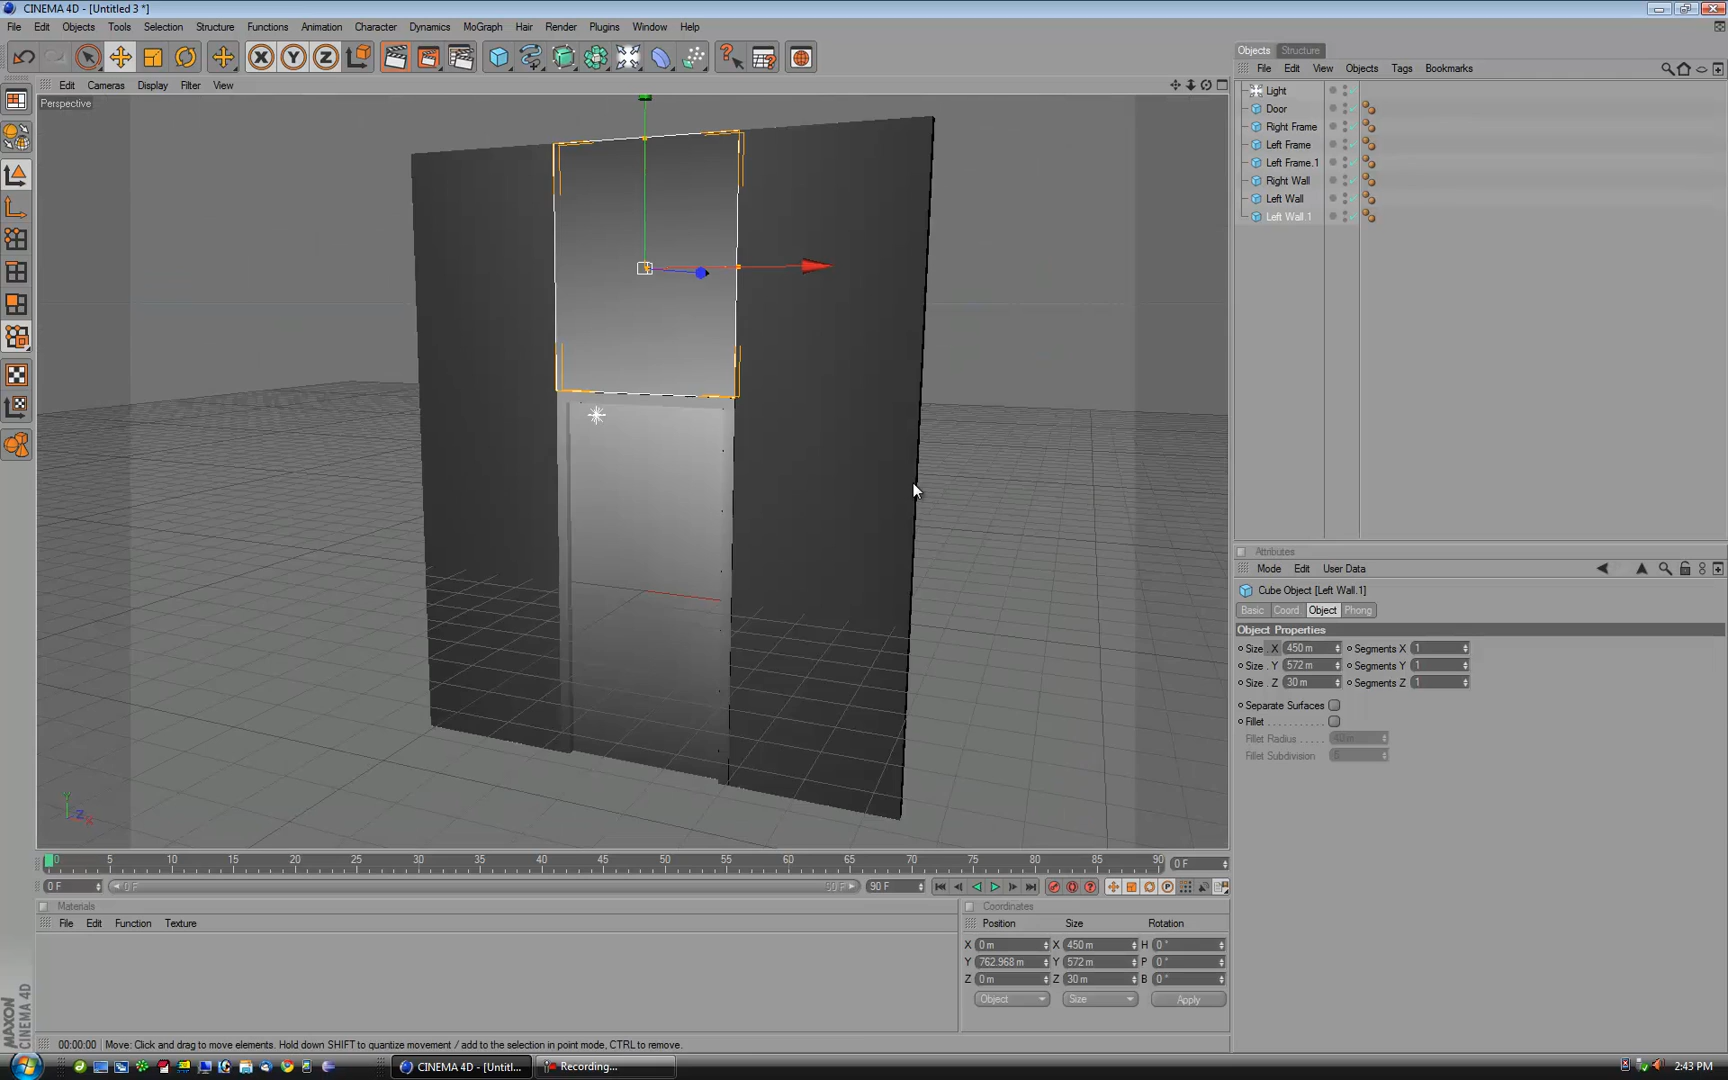 CINEMA 4D - [Untitled 3 *]
File Edit Objects Tools Selection Structure Functions Animation Character Dynamics MoGraph Hair Render Plugins Window Help
Edit Cameras Display Filter View
Perspective
Objects Structure
File Edit View Objects Tags Bookmarks
Light
Door
Right Frame
Left Frame
Left Frame.1
Right Wall
Left Wall
Left Wall.1
Attributes
Mode Edit User Data
Cube Object [Left Wall.1]
Basic Coord Object Phong
Object Properties
Size . X 450 m Segments X 1
Size . Y 572 m Segments Y 1
Size . Z 30 m Segments Z 1
Separate Surfaces
Fillet
Fillet Radius
Fillet Subdivision
Y
Z
X
0 5 10 15 20 25 30 35 40 45 50 55 60 65 70 75 80 85 90 0 F
0 F 0 F 90 F
Materials
File Edit Function Texture
Coordinates
Position Size Rotation
X 0 m X 450 m H 0 °
Y 762.968 m Y 572 m P 0 °
Z 0 m Z 30 m B 0 °
Object Size Apply
MAXON
CINEMA 4D
00:00:00 Move: Click and drag to move elements. Hold down SHIFT to quantize movement / add to the selection in point mode, CTRL to remove.
CINEMA 4D - [Untitl... Recording... 2:43 PM